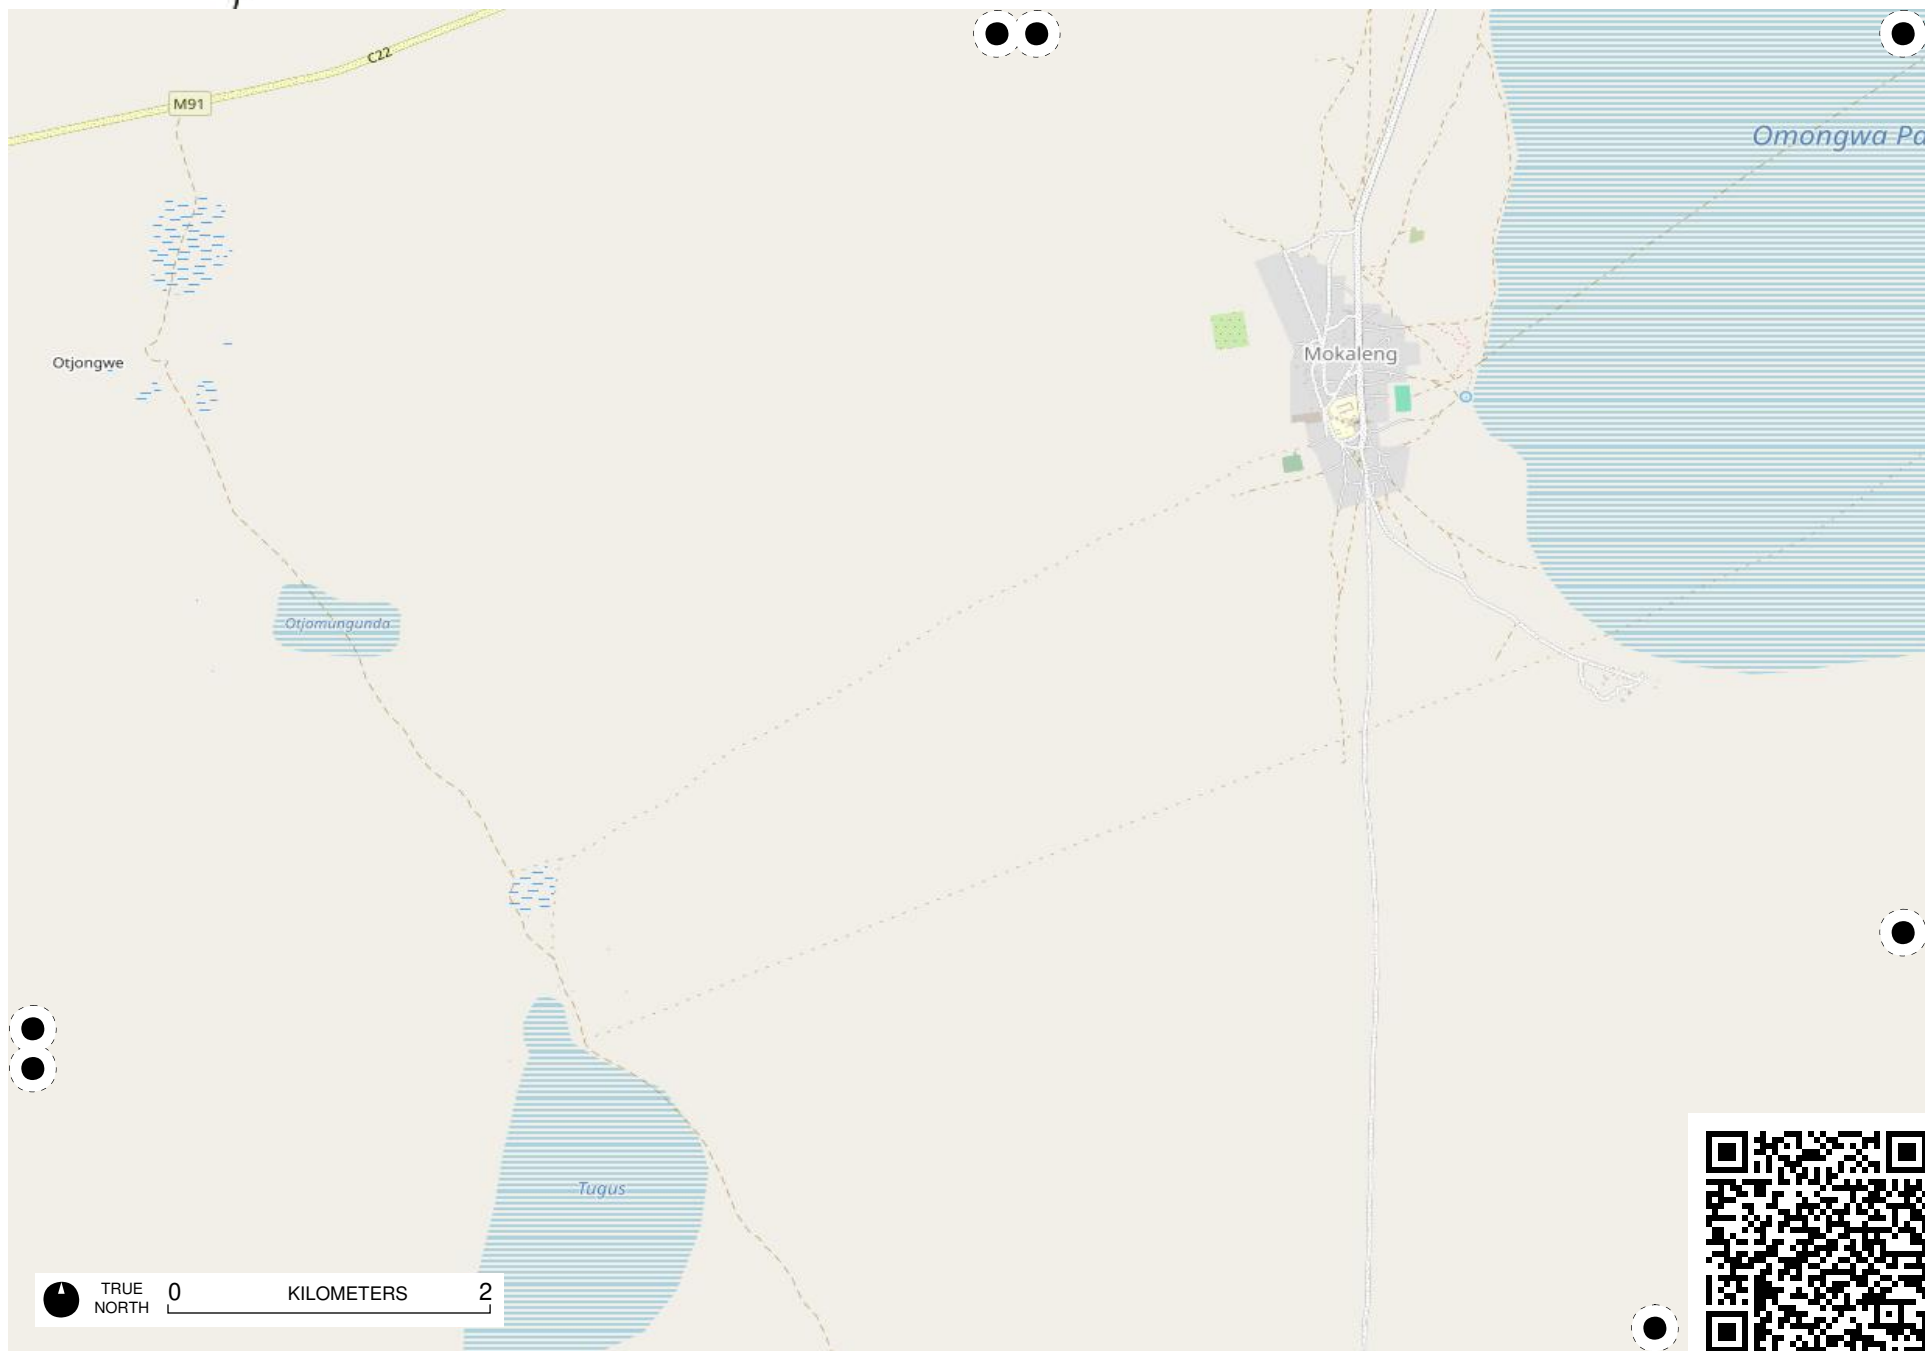 C22
M91
Omongwa Pa
Mokaleng
Otjongwe
Otjomungunda
Tugus
TRUE
NORTH
0 KILOMETERS 2